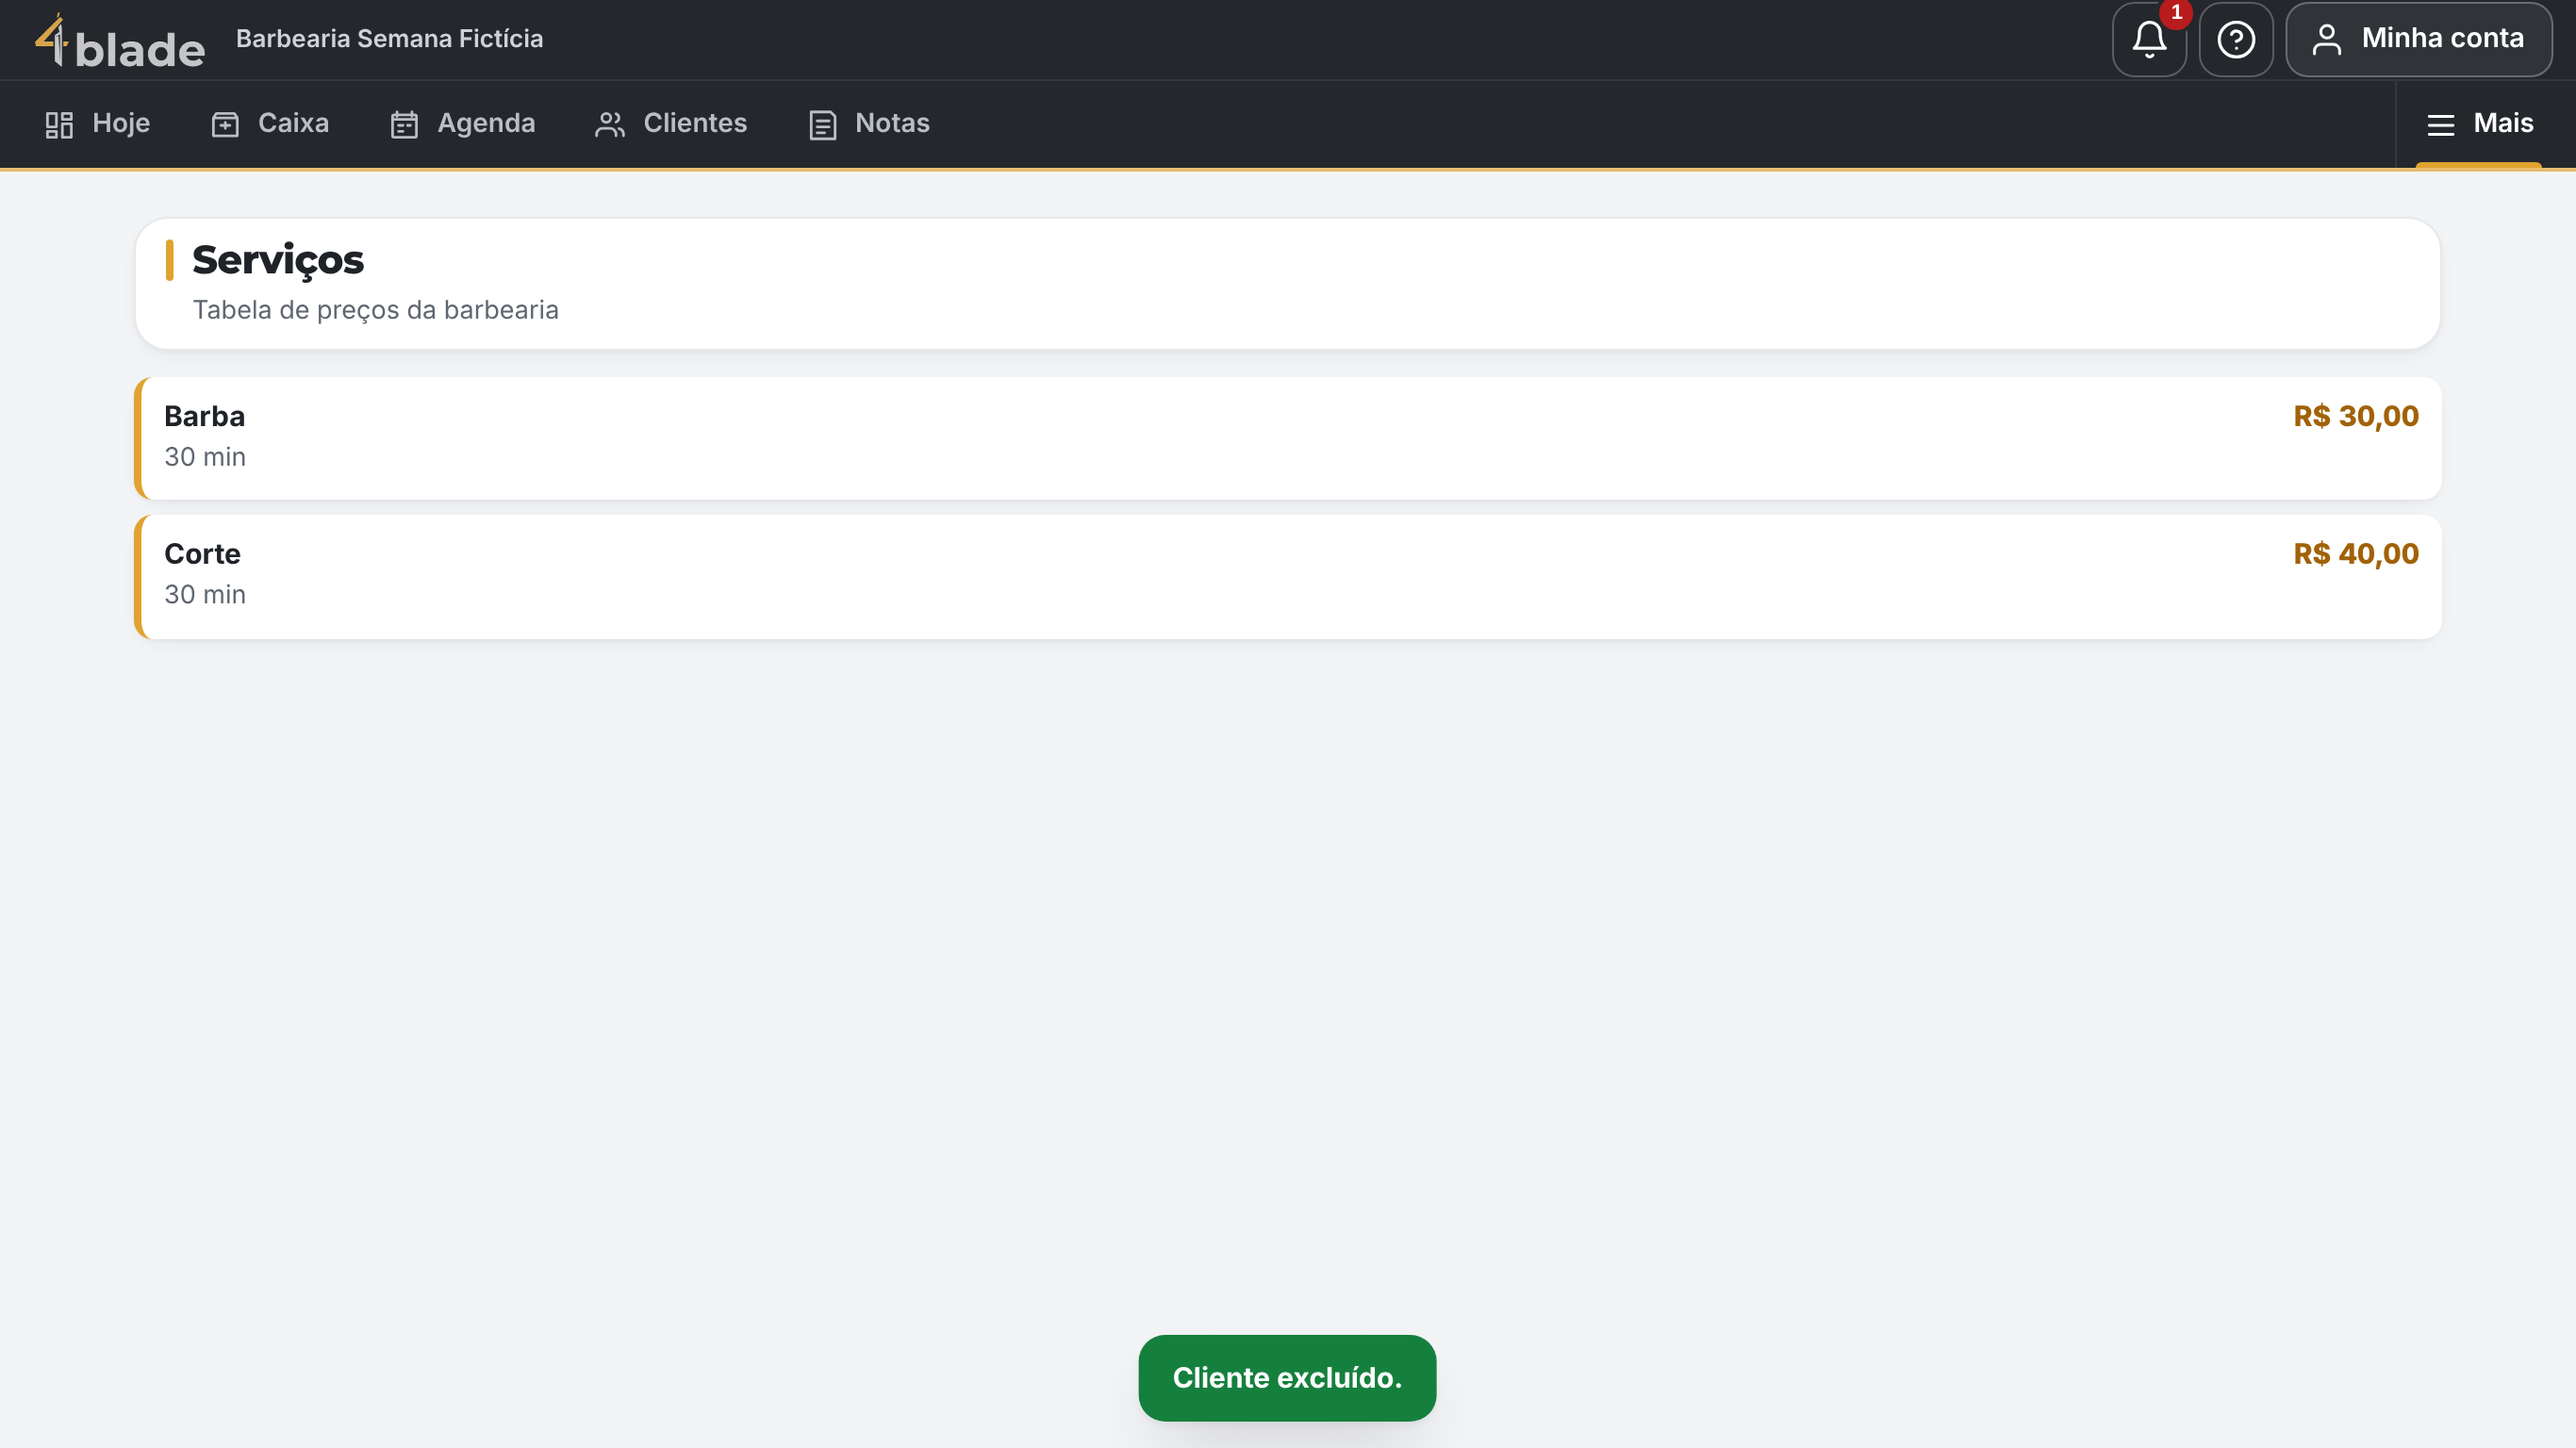 4blade
Barbearia Semana Fictícia
1
Minha conta
Hoje
Caixa
Agenda
Clientes
Notas
Mais
Serviços
Tabela de preços da barbearia
Barba
R$ 30,00
30 min
Corte
R$ 40,00
30 min
Cliente excluído.